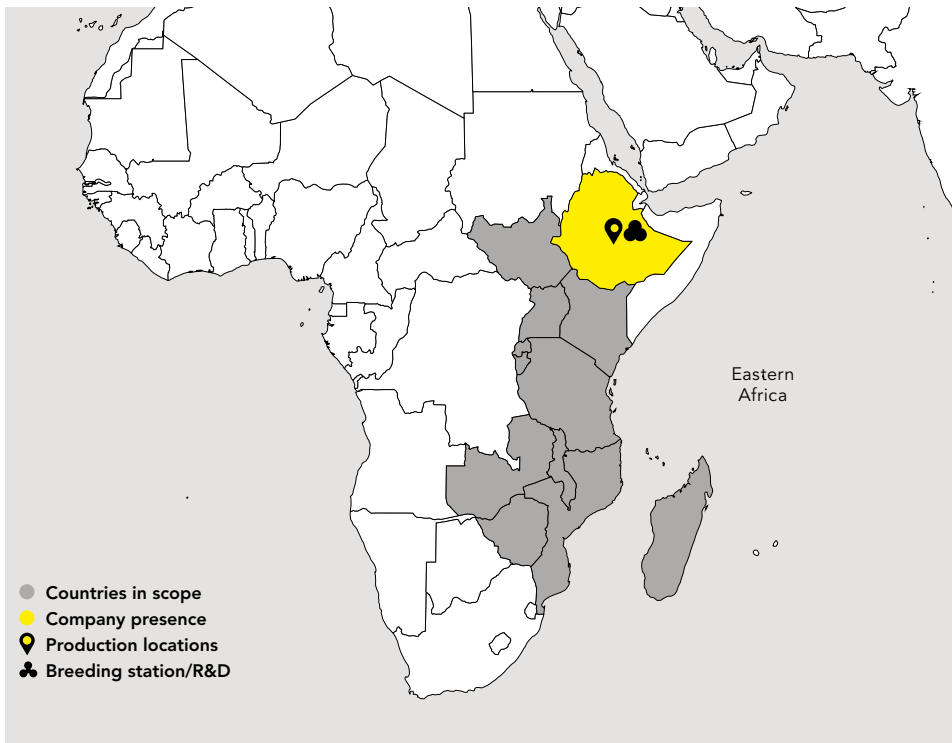 Eastern
Africa
Countries in scope
Company presence
Production locations
Breeding station/R&D